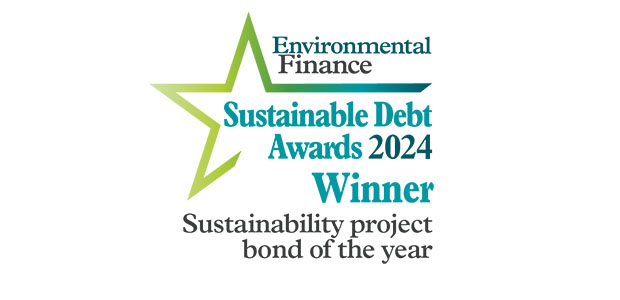 Environmental
Finance
Sustainable Debt
Awards 2024
Winner
Sustainability project
bond of the year